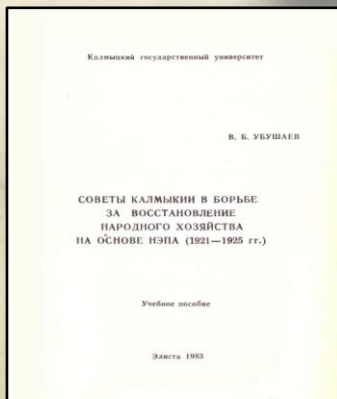 Калмыцкий государственный университет
В. Б. УБУШАЕВ
СОВЕТЫ КАЛМЫКИИ В БОРЬБЕ
ЗА ВОССТАНОВЛЕНИЕ
НАРОДНОГО ХОЗЯЙСТВА
НА ОСНОВЕ НЭПА (1921—1925 гг.)
Учебное пособие
Элиста 1983